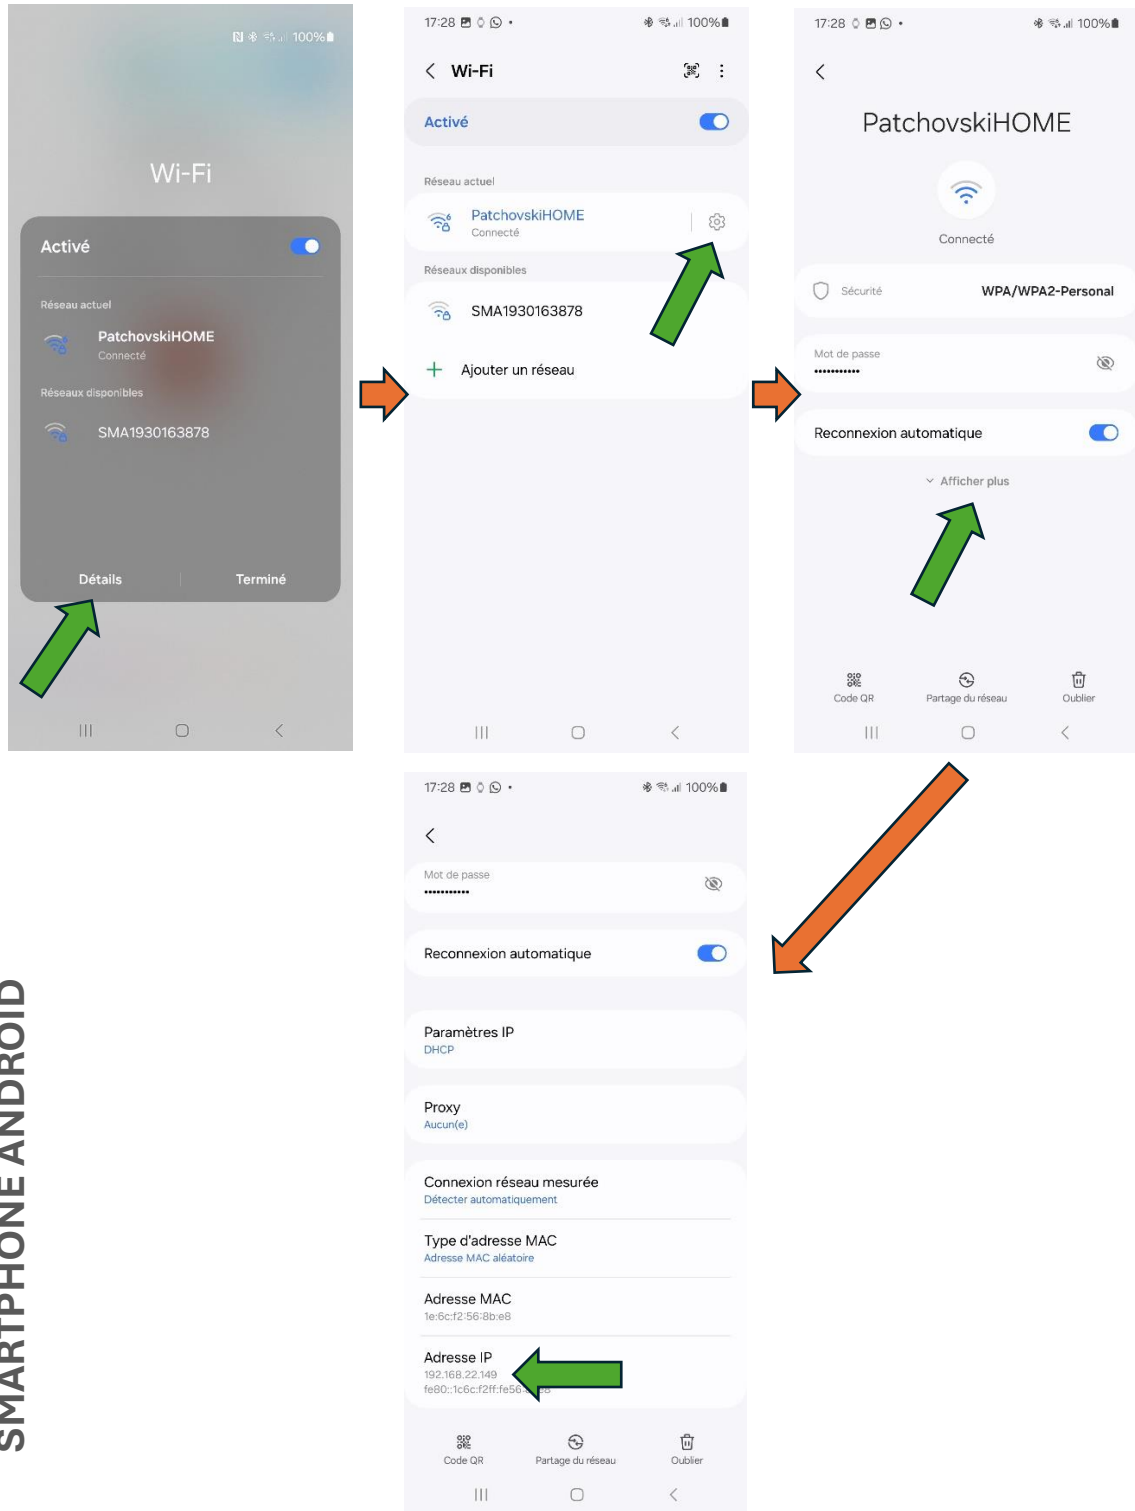 100%
Wi-Fi
Activé
Réseau actuel
PatchovskiHOME
Connecté
Réseaux disponibles
SMA1930163878
Détails
Terminé
17:28
100%
Wi-Fi
Activé
Réseau actuel
PatchovskiHOME
Connecté
Réseaux disponibles
SMA1930163878
Ajouter un réseau
17:28
100%
PatchovskiHOME
Connecté
Sécurité
WPA/WPA2-Personal
Mot de passe
•••••••••••
Reconnexion automatique
Afficher plus
Code QR
Partage du réseau
Oublier
17:28
100%
Mot de passe
•••••••••••
Reconnexion automatique
Paramètres IP
DHCP
Proxy
Aucun(e)
Connexion réseau mesurée
Détecter automatiquement
Type d'adresse MAC
Adresse MAC aléatoire
Adresse MAC
1e:6c:f2:56:8b:e8
Adresse IP
192.168.22.149
fe80::1c6c:f2ff:fe56:
Code QR
Partage du réseau
Oublier
SMARTPHONE ANDROID